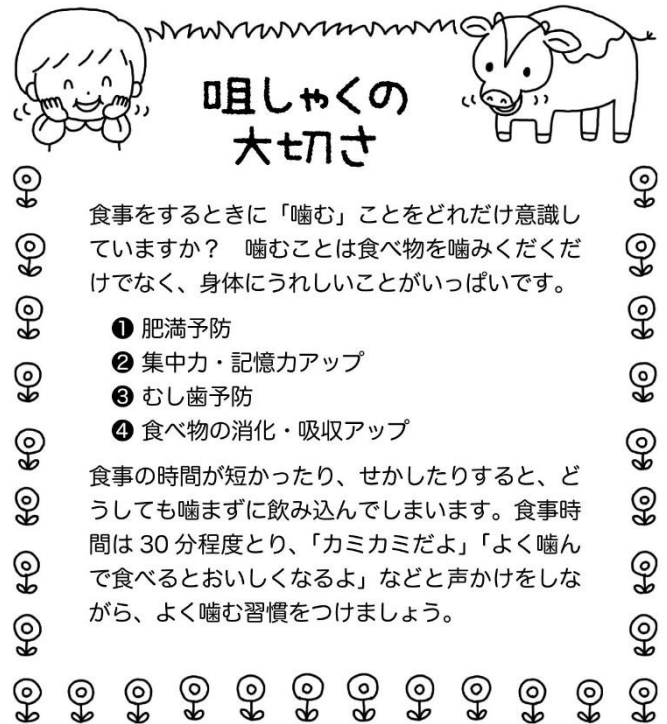 咀しゃくの
大切さ
食事をするときに「噛む」ことをどれだけ意識し
ていますか？　噛むことは食べ物を噛みくだくだ
けでなく、身体にうれしいことがいっぱいです。
❶ 肥満予防
❷ 集中力・記憶力アップ
❸ むし歯予防
❹ 食べ物の消化・吸収アップ
食事の時間が短かったり、せかしたりすると、ど
うしても噛まずに飲み込んでしまいます。食事時
間は 30 分程度とり、「カミカミだよ」「よく噛ん
で食べるとおいしくなるよ」などと声かけをしな
がら、よく噛む習慣をつけましょう。